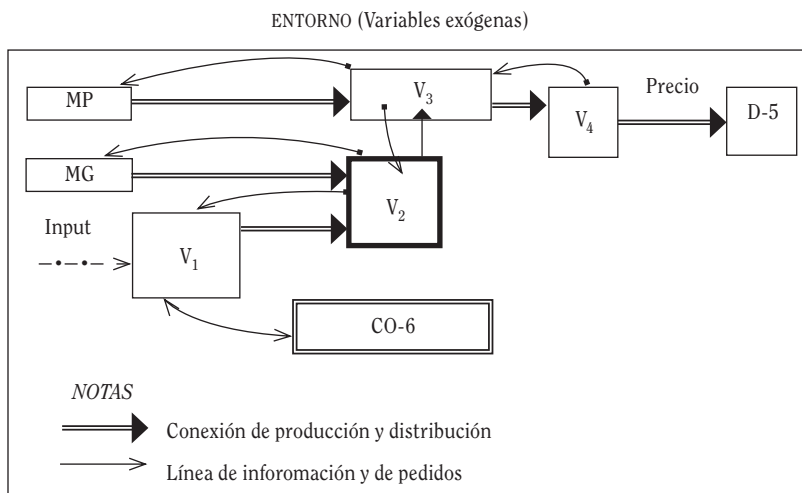 ENTORNO (Variables exógenas)
MP
V3
Precio
V4
D-5
MG
V2
Input
V1
CO-6
NOTAS
Conexión de producción y distribución
Línea de inforomación y de pedidos